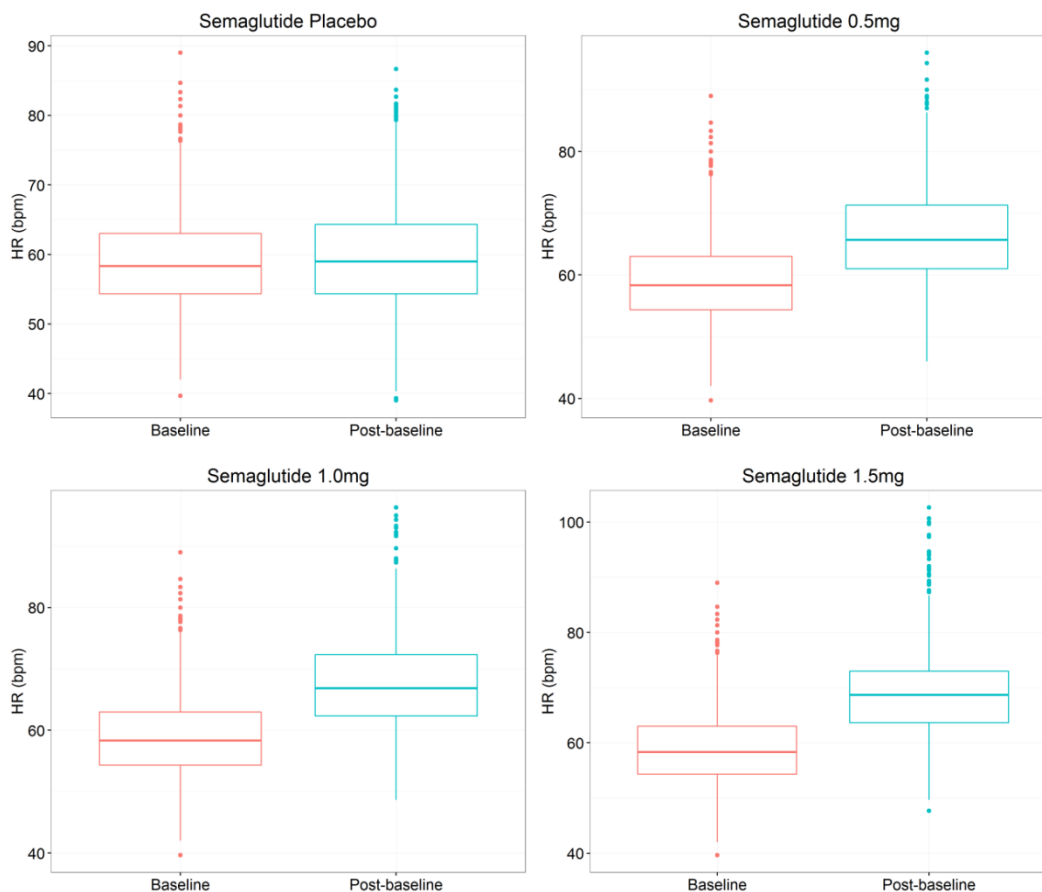 Semaglutide Placebo
90
80
70
60
50
40
HR (bpm)
Baseline Post-baseline
Semaglutide 0.5mg
80
60
40
HR (bpm)
Baseline Post-baseline
Semaglutide 1.0mg
80
60
40
HR (bpm)
Baseline Post-baseline
Semaglutide 1.5mg
100
80
60
40
HR (bpm)
Baseline Post-baseline